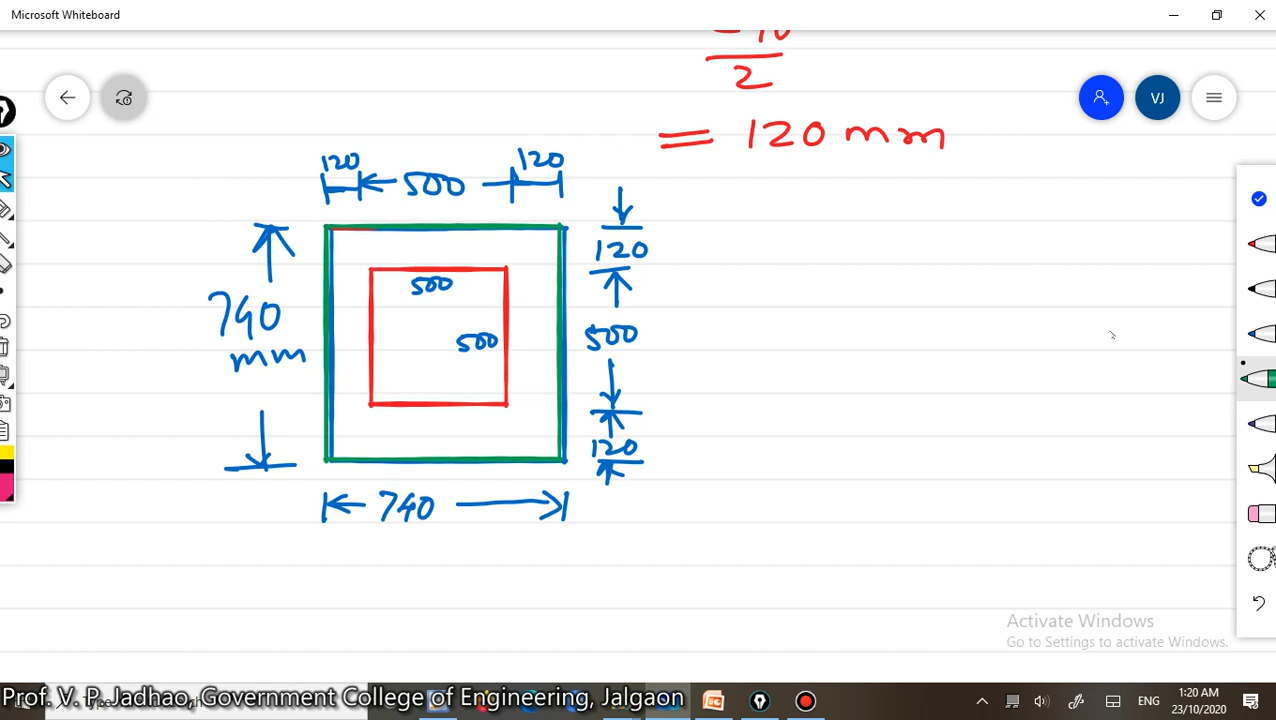 Microsoft Whiteboard
2
= 120 mm
VJ
120
500
120
740
mm
500
500
120
500
120
740
Activate Windows
Go to Settings to activate Windows.
Prof. V. P. Jadhao, Government College of Engineering, Jalgaon
ENG
1:20 AM
23/10/2020